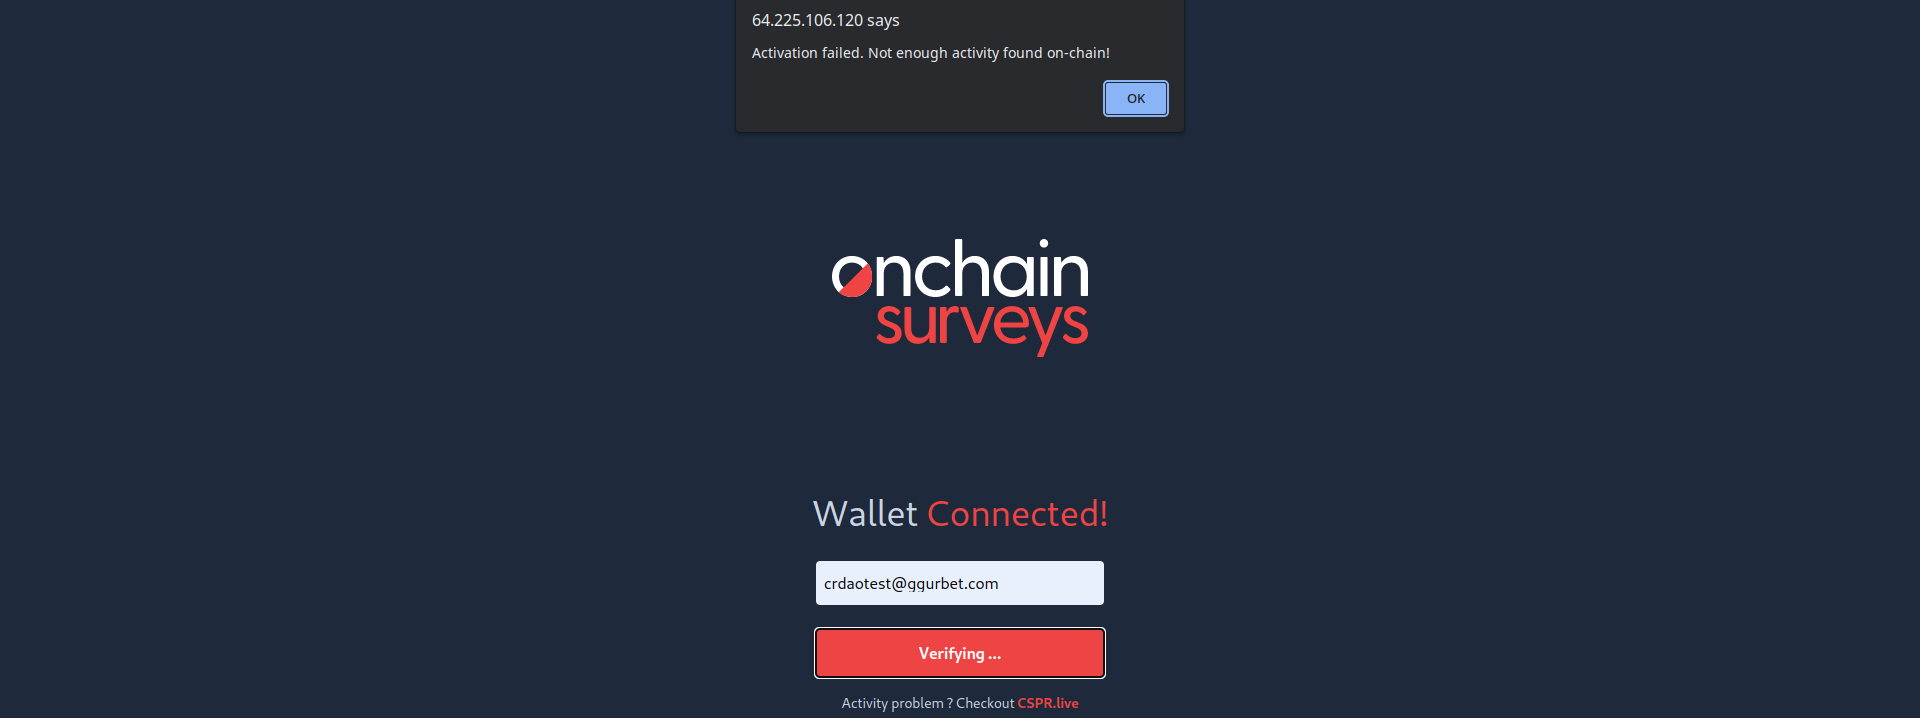 64.225.106.120 says
Activation failed. Not enough activity found on-chain!
OK
onchain
surveys
Wallet Connected!
crdaotest@ggurbet.com
Verifying ...
Activity problem ? Checkout CSPR.live